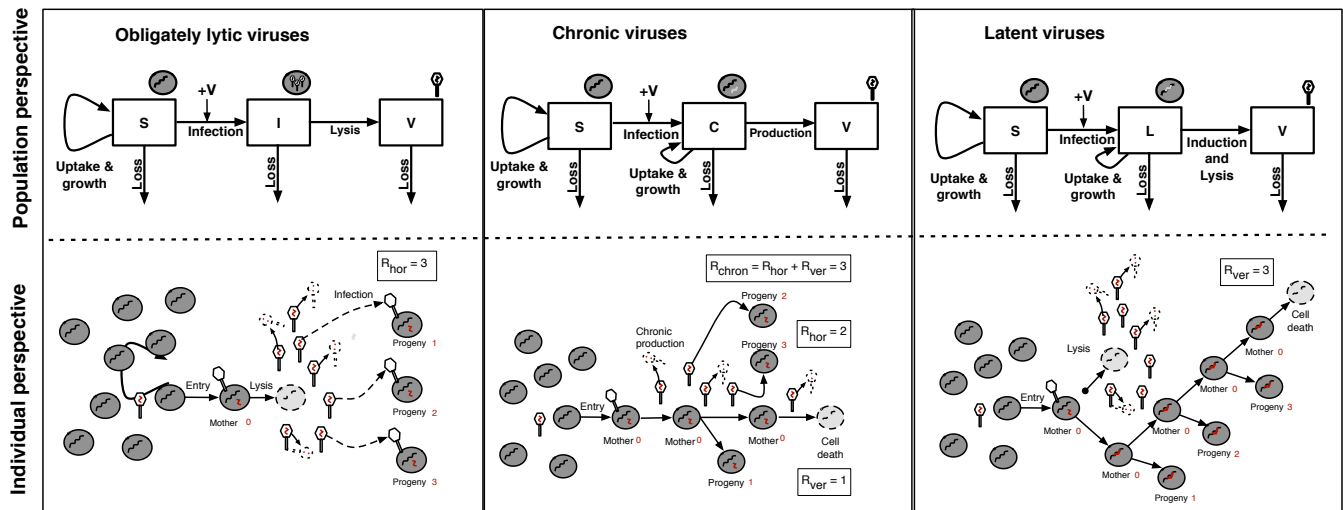 Population perspective
Individual perspective
Obligately lytic viruses
+V
S
I
V
Infection
Lysis
Uptake &
growth
Loss
Loss
Rhor = 3
Infection
Entry
Lysis
Mother 0
Progeny 1
Progeny 2
Progeny 3
Chronic viruses
+V
S
C
V
Infection
Production
Uptake &
growth
Uptake &
growth
Loss
Loss
Loss
Rchron = Rhor + Rver = 3
Progeny 2
Rhor = 2
Chronic
production
Progeny 3
Entry
Mother 0
Mother 0
Mother 0
Cell
death
Progeny 1
Rver = 1
Latent viruses
+V
S
L
V
Infection
Induction
and
Lysis
Uptake &
growth
Uptake &
growth
Loss
Loss
Loss
Rver = 3
Cell
death
Mother 0
Lysis
Mother 0
Entry
Progeny 3
Mother 0
Mother 0
Progeny 2
Mother 0
Progeny 1